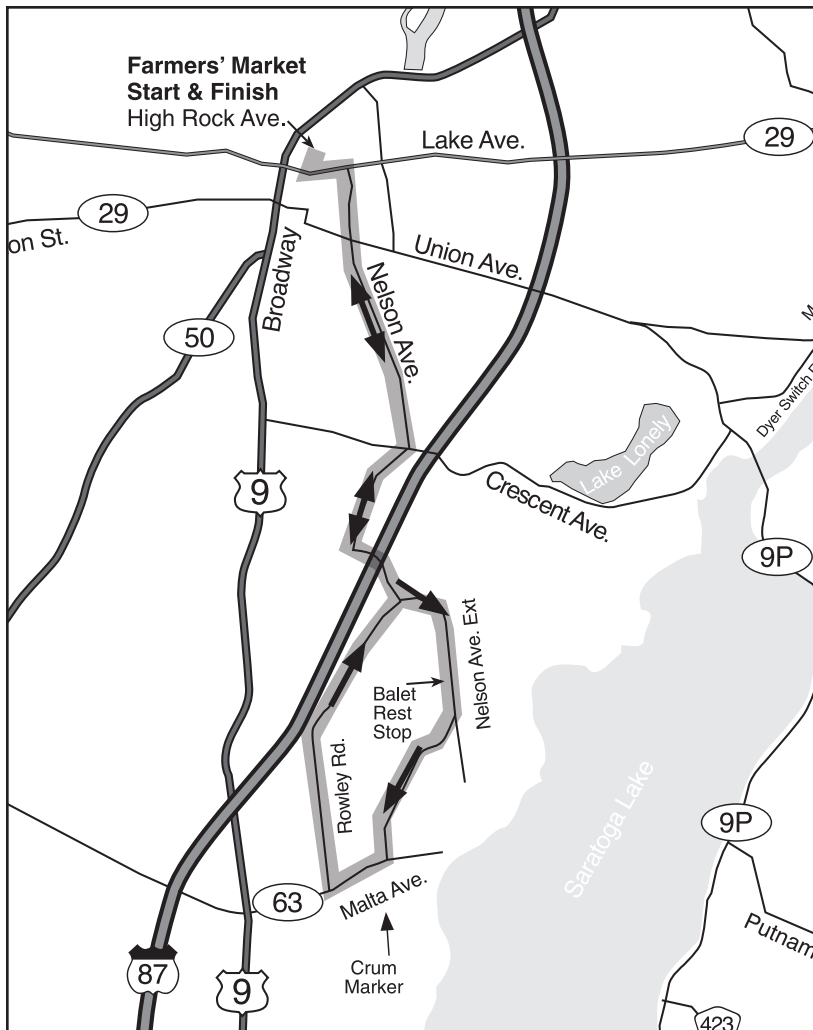 Farmers’ Market
Start & Finish
High Rock Ave.
Lake Ave.
29
29
on St.
Union Ave.
Broadway
Nelson Ave.
50
Dyer Switch
Lake Lonely
9
Crescent Ave.
9P
Nelson Ave. Ext
Balet
Rest
Stop
Rowley Rd.
Saratoga Lake
9P
63
Malta Ave.
Putnam
87
9
Crum
Marker
423